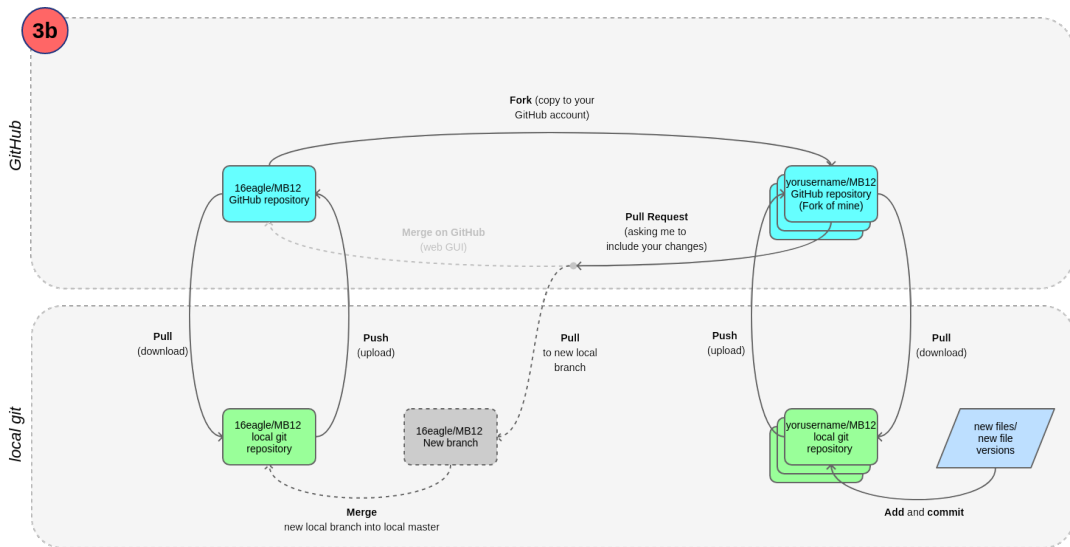 3b
GitHub
Fork (copy to your
GitHub account)
16eagle/MB12
GitHub repository
yorusername/MB12
GitHub repository
(Fork of mine)
Merge on GitHub
(web GUI)
Pull Request
(asking me to
include your changes)
Pull
(download)
Push
(upload)
Pull
to new local
branch
Push
(upload)
Pull
(download)
local git
16eagle/MB12
local git
repository
16eagle/MB12
New branch
yorusername/MB12
local git
repository
new files/
new file
versions
Merge
new local branch into local master
Add and commit